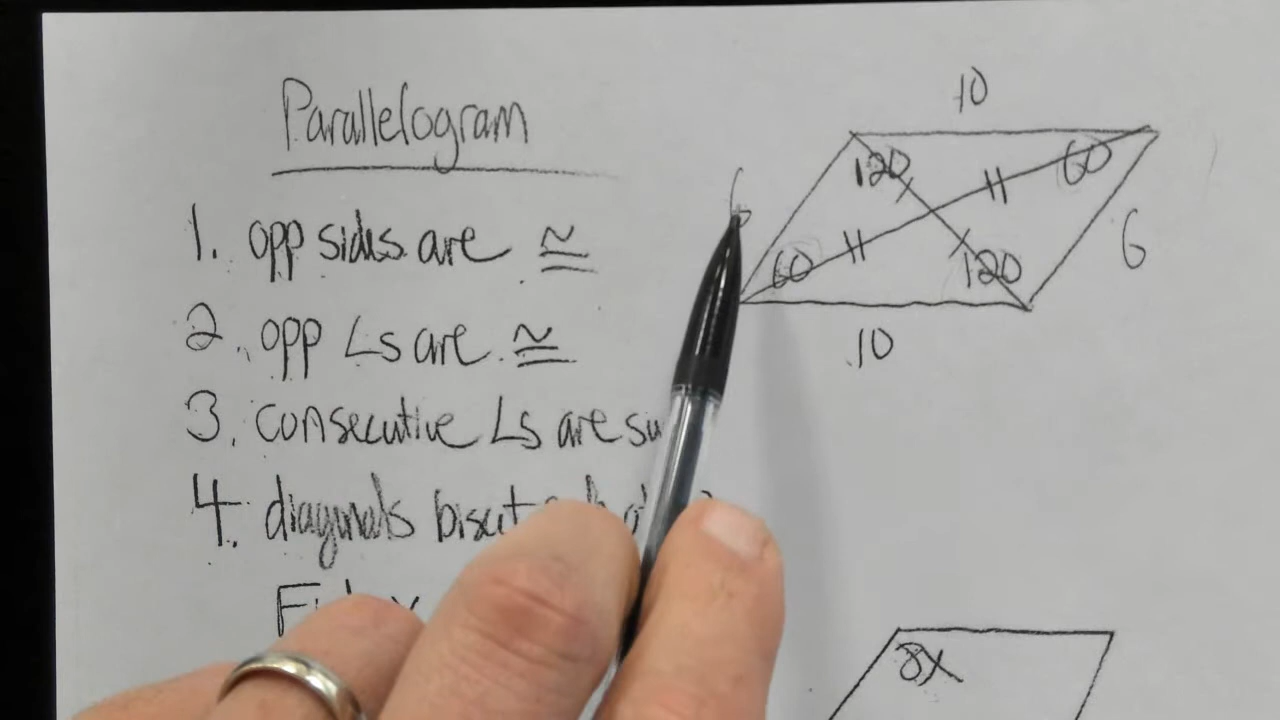 Parallelogram
1. opp sides are ≅
2. opp ∠s are ≅
3. consecutive ∠s are
4. diagonals bisect
10
120
60
6
6
60
120
10
8x